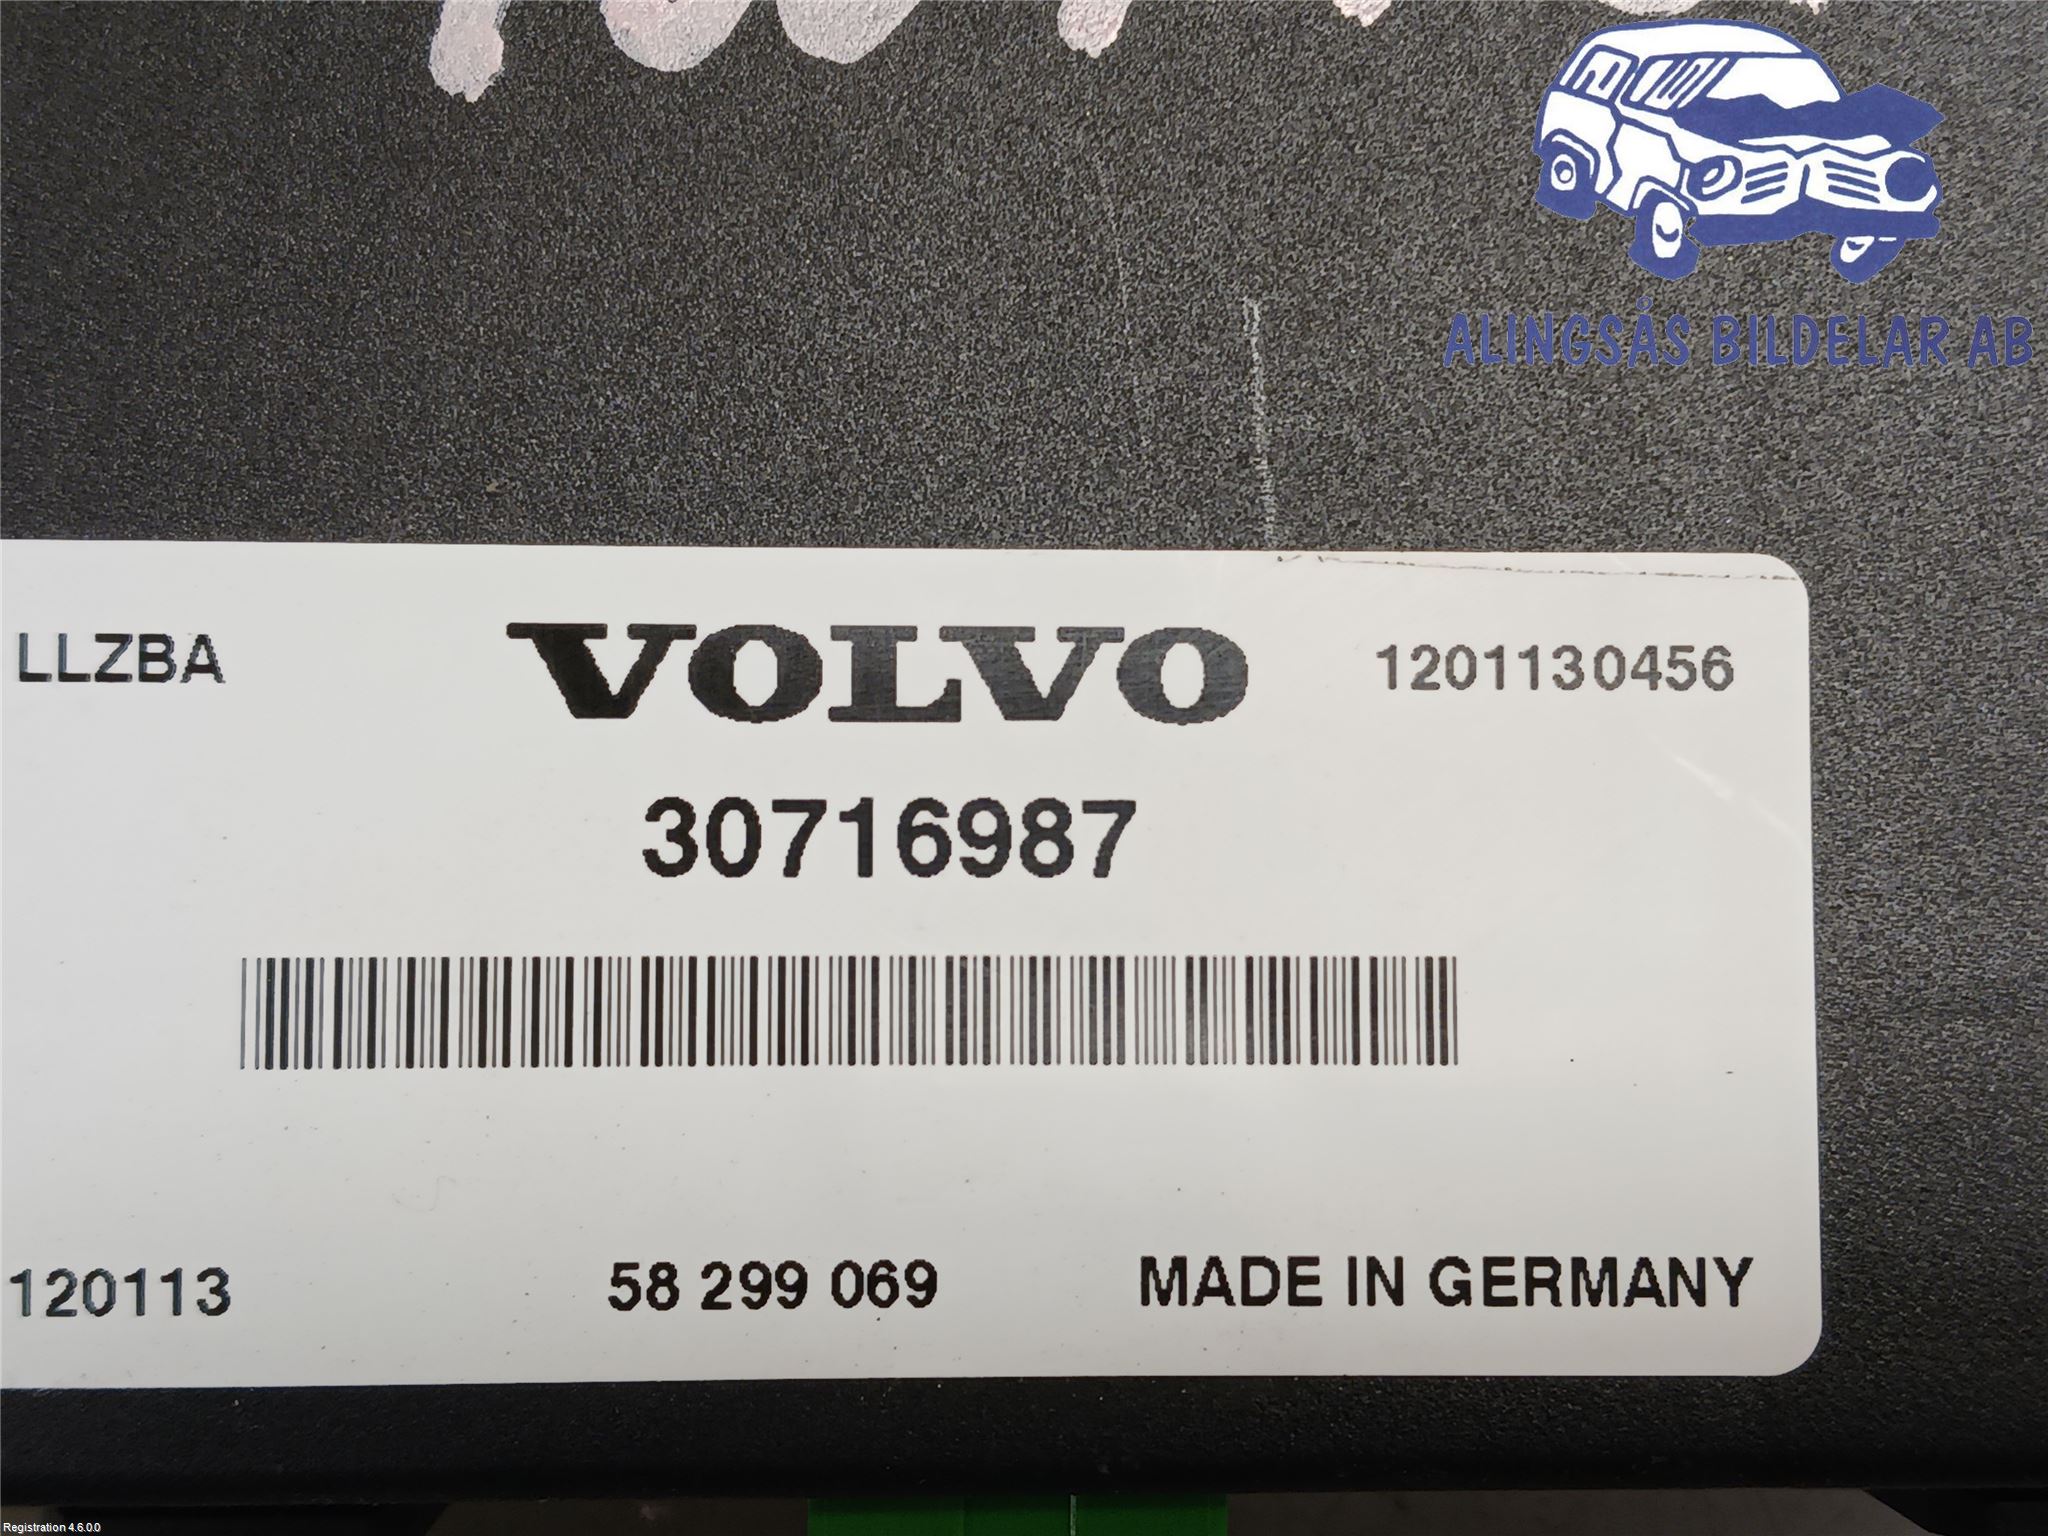 ALINGSÅS BILDELAR AB
LLZBA VOLVO 1201130456
30716987
120113 58 299 069 MADE IN GERMANY
Registration 4.6.0.0